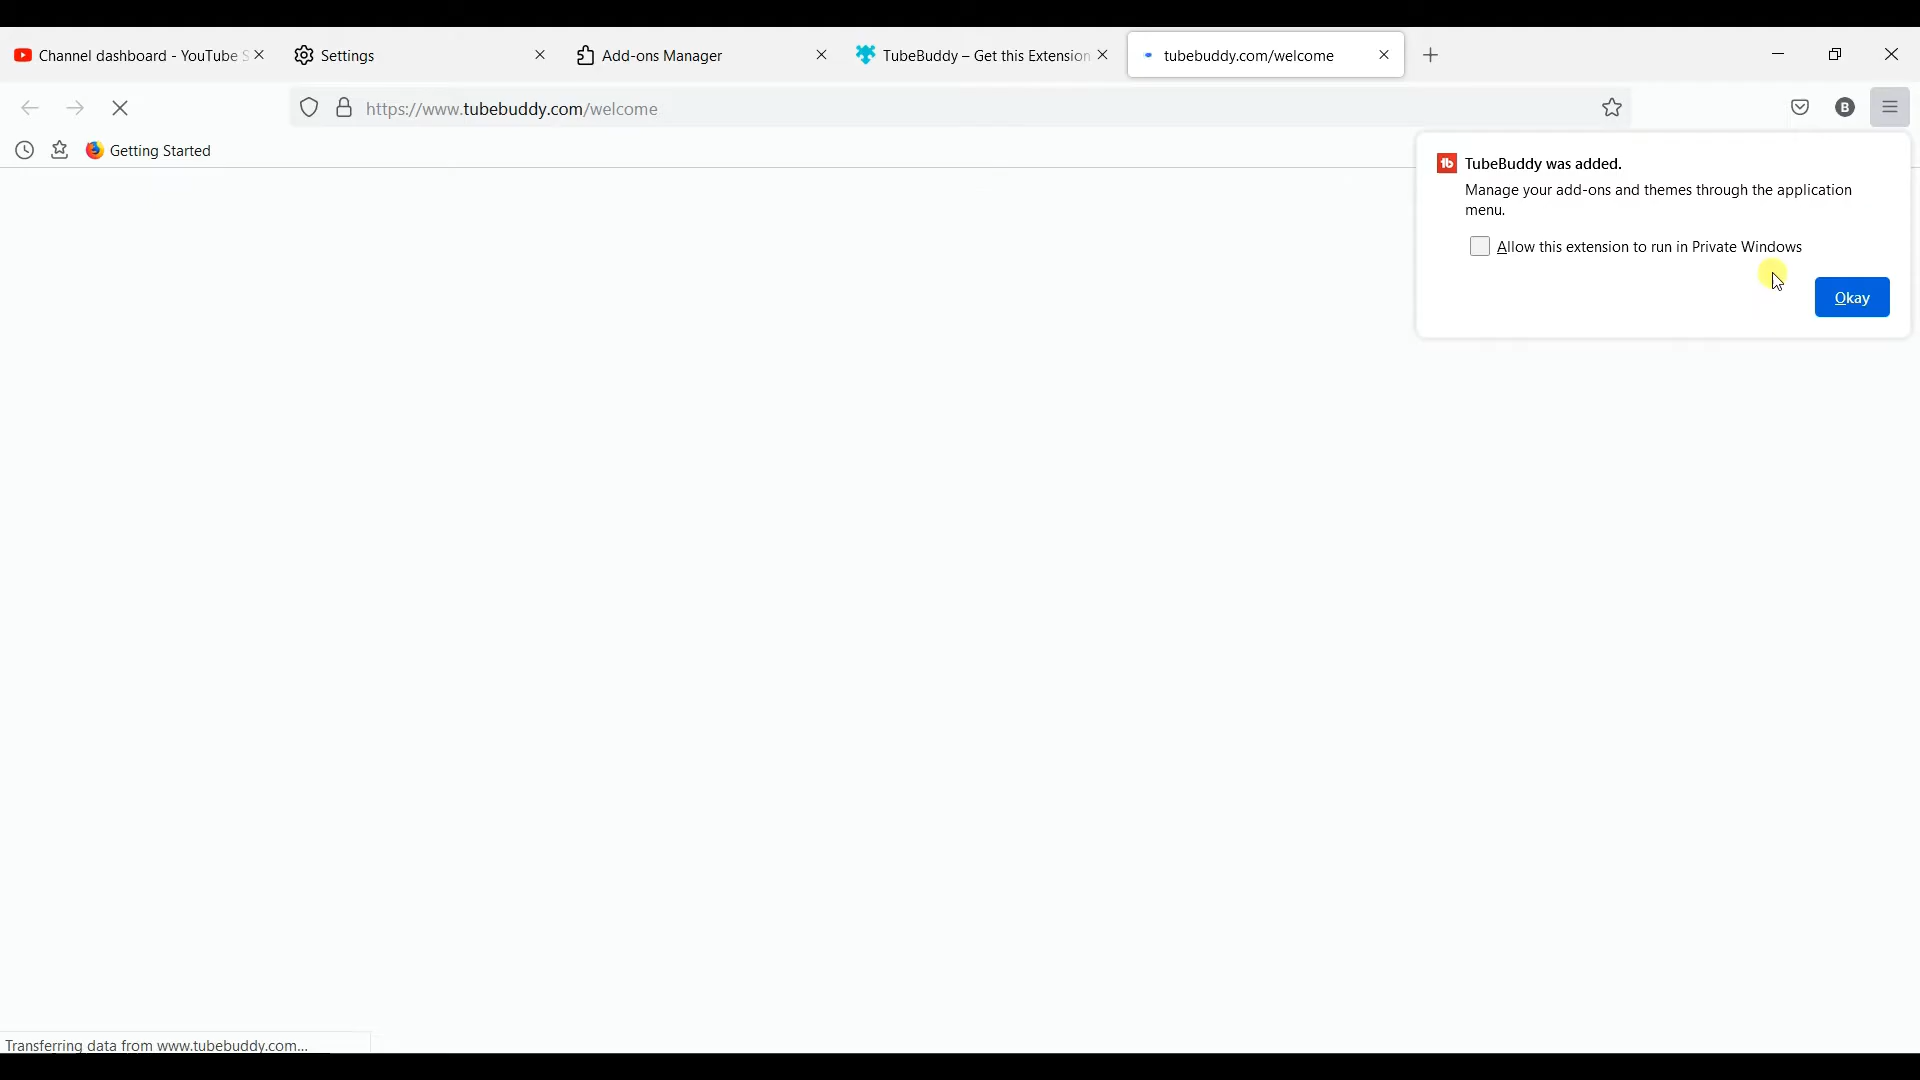 Channel dashboard - YouTube S
Settings
Add-ons Manager
TubeBuddy – Get this Extension
tubebuddy.com/welcome
https://www.tubebuddy.com/welcome
B
Getting Started
tb
TubeBuddy was added.
Manage your add-ons and themes through the application
menu.
Allow this extension to run in Private Windows
Okay
Transferring data from www.tubebuddy.com...